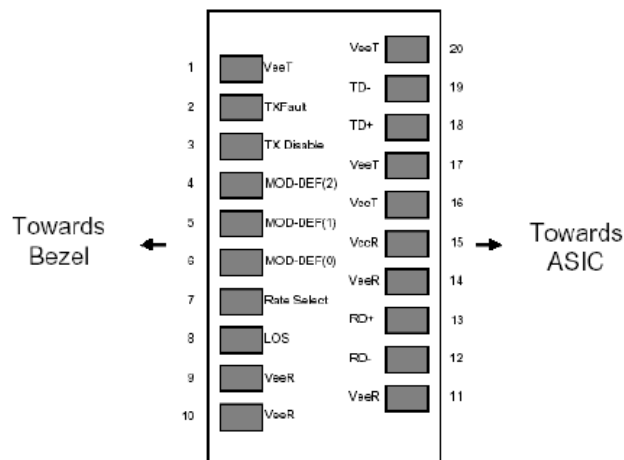 Towards
Bezel
1 VeeT
2 TXFault
3 TX Disable
4 MOD-DEF(2)
5 MOD-DEF(1)
6 MOD-DEF(0)
7 Rate Select
8 LOS
9 VeeR
10 VeeR
VeeT 20
TD- 19
TD+ 18
VeeT 17
VccT 16
VccR 15
VeeR 14
RD+ 13
RD- 12
VeeR 11
Towards
ASIC